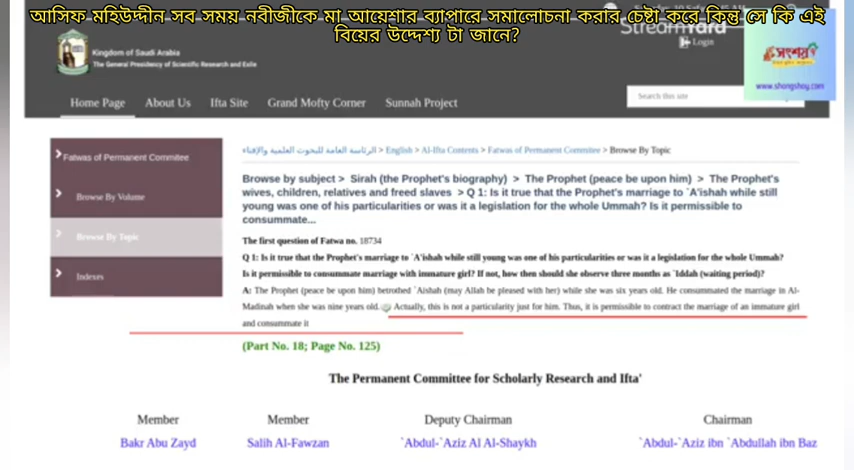 আসিফ মহিউদ্দীন সব সময় নবীজীকে মা আয়েশার ব্যাপারে সমালোচনা করার চেষ্টা করে কিন্তু সে কি এই
বিয়ের উদ্দেশ্য টা জানে?
StreamYard
Login
Kingdom of Saudi Arabia
The General Presidency of Scientific Research and Ifta
সংশয়
www.shongshoy.com
Home Page About Us Ifta Site Grand Mofty Corner Sunnah Project
Search this site
Fatwas of Permanent Committee
Browse By Volume
Browse By Topic
Indexes
الرئاسة العامة للبحوث العلمية والإفتاء > English > Al-Ifta Contents > Fatwas of Permanent Committee > Browse By Topic
Browse by subject > Sirah (the Prophet's biography) > The Prophet (peace be upon him) > The Prophet's
wives, children, relatives and freed slaves > Q 1: Is it true that the Prophet's marriage to `A'ishah while still
young was one of his particularities or was it a legislation for the whole Ummah? Is it permissible to
consummate...
The first question of Fatwa no. 18734
Q 1: Is it true that the Prophet's marriage to `A'ishah while still young was one of his particularities or was it a legislation for the whole Ummah?
Is it permissible to consummate marriage with immature girl? If not, how then should she observe three months as `Iddah (waiting period)?
A: The Prophet (peace be upon him) betrothed `Aishah (may Allah be pleased with her) while she was six years old. He consummated the marriage in Al-
Madinah when she was nine years old. Actually, this is not a particularity just for him. Thus, it is permissible to contract the marriage of an immature girl
and consummate it
(Part No. 18; Page No. 125)
The Permanent Committee for Scholarly Research and Ifta'
Member Member Deputy Chairman Chairman
Bakr Abu Zayd Salih Al-Fawzan `Abdul-`Aziz Al Al-Shaykh `Abdul-`Aziz ibn `Abdullah ibn Baz